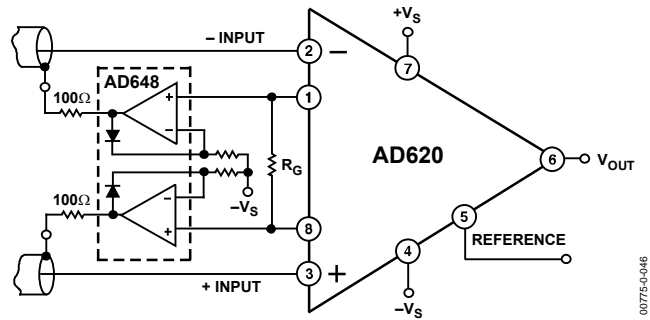 +VS
– INPUT
2
–
7
AD648
100Ω
+
1
–
RG
AD620
6
VOUT
–VS
100Ω
–
+
8
5
REFERENCE
4
3
+
+ INPUT
–VS
00775-0-046